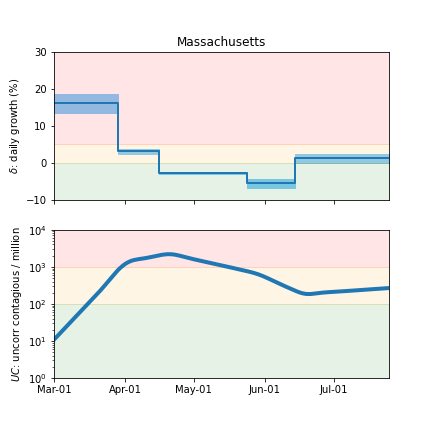 Massachusetts
δ: daily growth (%)
30
20
10
0
−10
UC: uncorr contagious / million
10⁴
10³
10²
10¹
10⁰
Mar-01 Apr-01 May-01 Jun-01 Jul-01